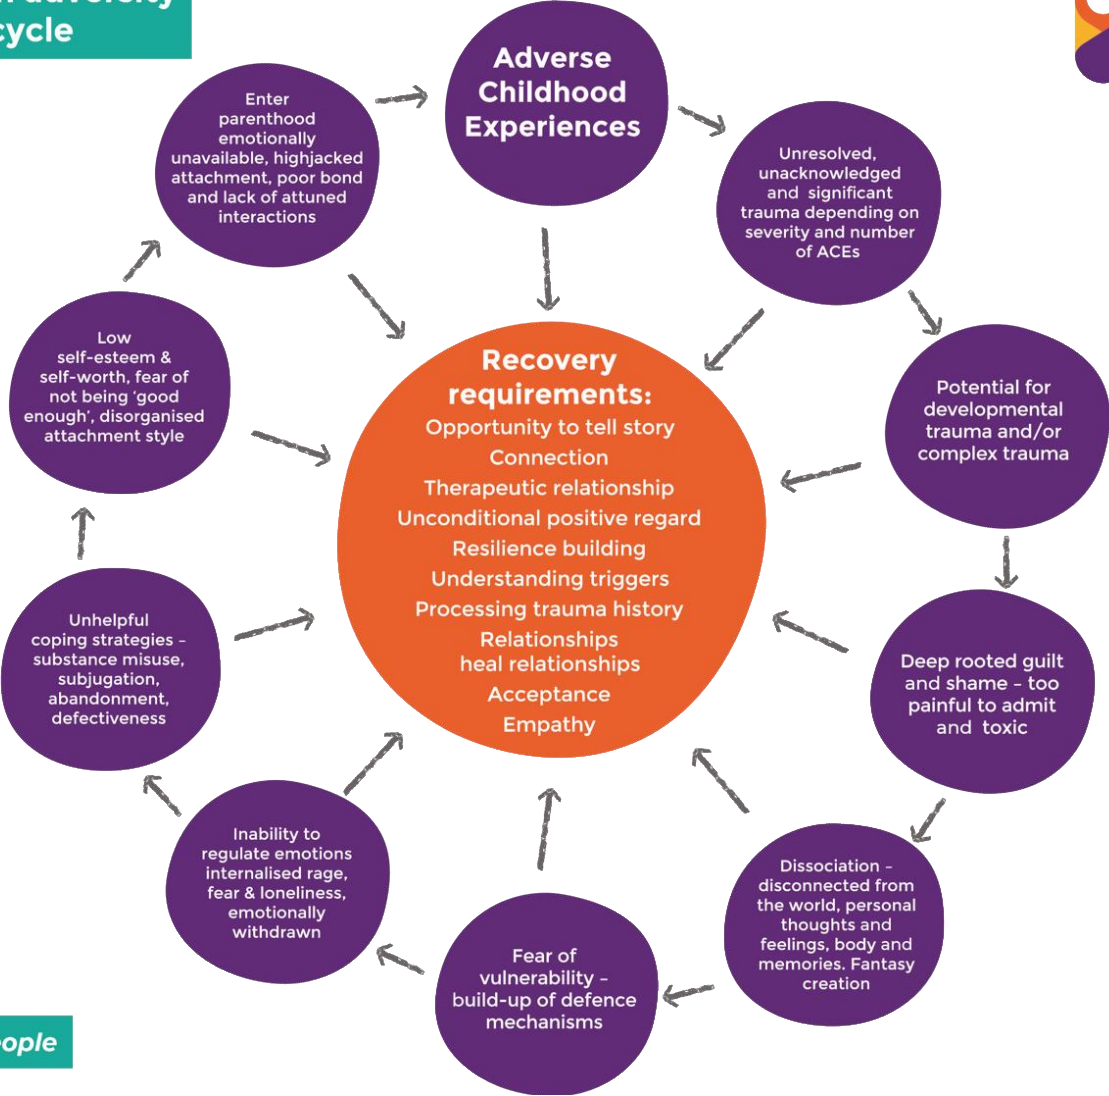 adversity
cycle
Adverse
Childhood
Experiences
Unresolved,
unacknowledged
and significant
trauma depending on
severity and number
of ACEs
Potential for
developmental
trauma and/or
complex trauma
Deep rooted guilt
and shame – too
painful to admit
and toxic
Dissociation –
disconnected from
the world, personal
thoughts and
feelings, body and
memories. Fantasy
creation
Fear of
vulnerability –
build-up of defence
mechanisms
Inability to
regulate emotions
internalised rage,
fear & loneliness,
emotionally
withdrawn
Unhelpful
coping strategies –
substance misuse,
subjugation,
abandonment,
defectiveness
Low
self-esteem &
self-worth, fear of
not being ‘good
enough’, disorganised
attachment style
Enter
parenthood
emotionally
unavailable, highjacked
attachment, poor bond
and lack of attuned
interactions
Recovery
requirements:
Opportunity to tell story
Connection
Therapeutic relationship
Unconditional positive regard
Resilience building
Understanding triggers
Processing trauma history
Relationships
heal relationships
Acceptance
Empathy